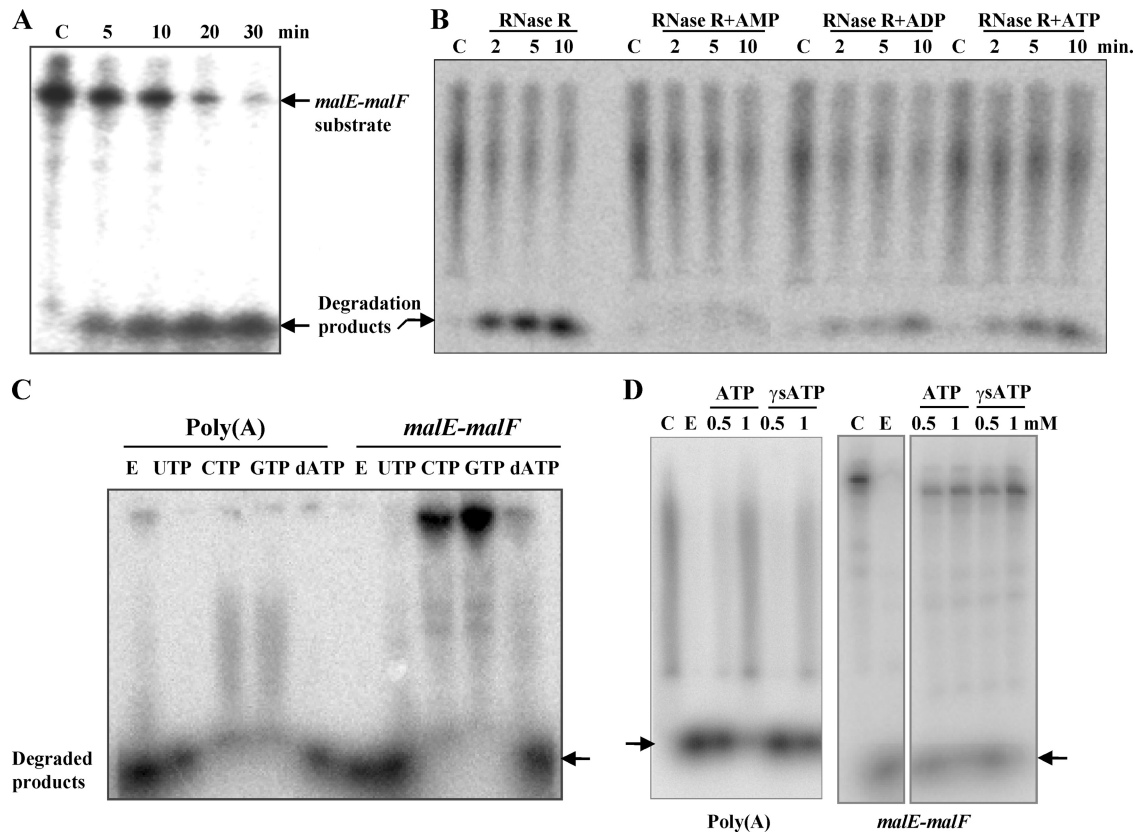 A
C 5 10 20 30 min
malE-malF
substrate
Degradation
products
B
RNase R RNase R+AMP RNase R+ADP RNase R+ATP
C 2 5 10 C 2 5 10 C 2 5 10 C 2 5 10 min.
C
Poly(A) malE-malF
E UTP CTP GTP dATP E UTP CTP GTP dATP
Degraded
products
D
ATP γsATP ATP γsATP
C E 0.5 1 0.5 1 C E 0.5 1 0.5 1 mM
Poly(A) malE-malF